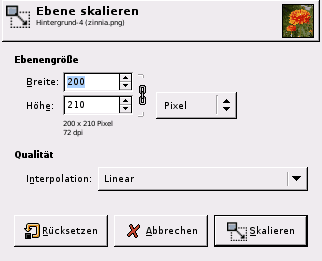 Ebene skalieren
Hintergrund-4 (zinnia.png)
Ebenengröße
Breite: 200
Höhe: 210 Pixel
200 x 210 Pixel
72 dpi
Qualität
Interpolation: Linear
Rücksetzen Abbrechen Skalieren